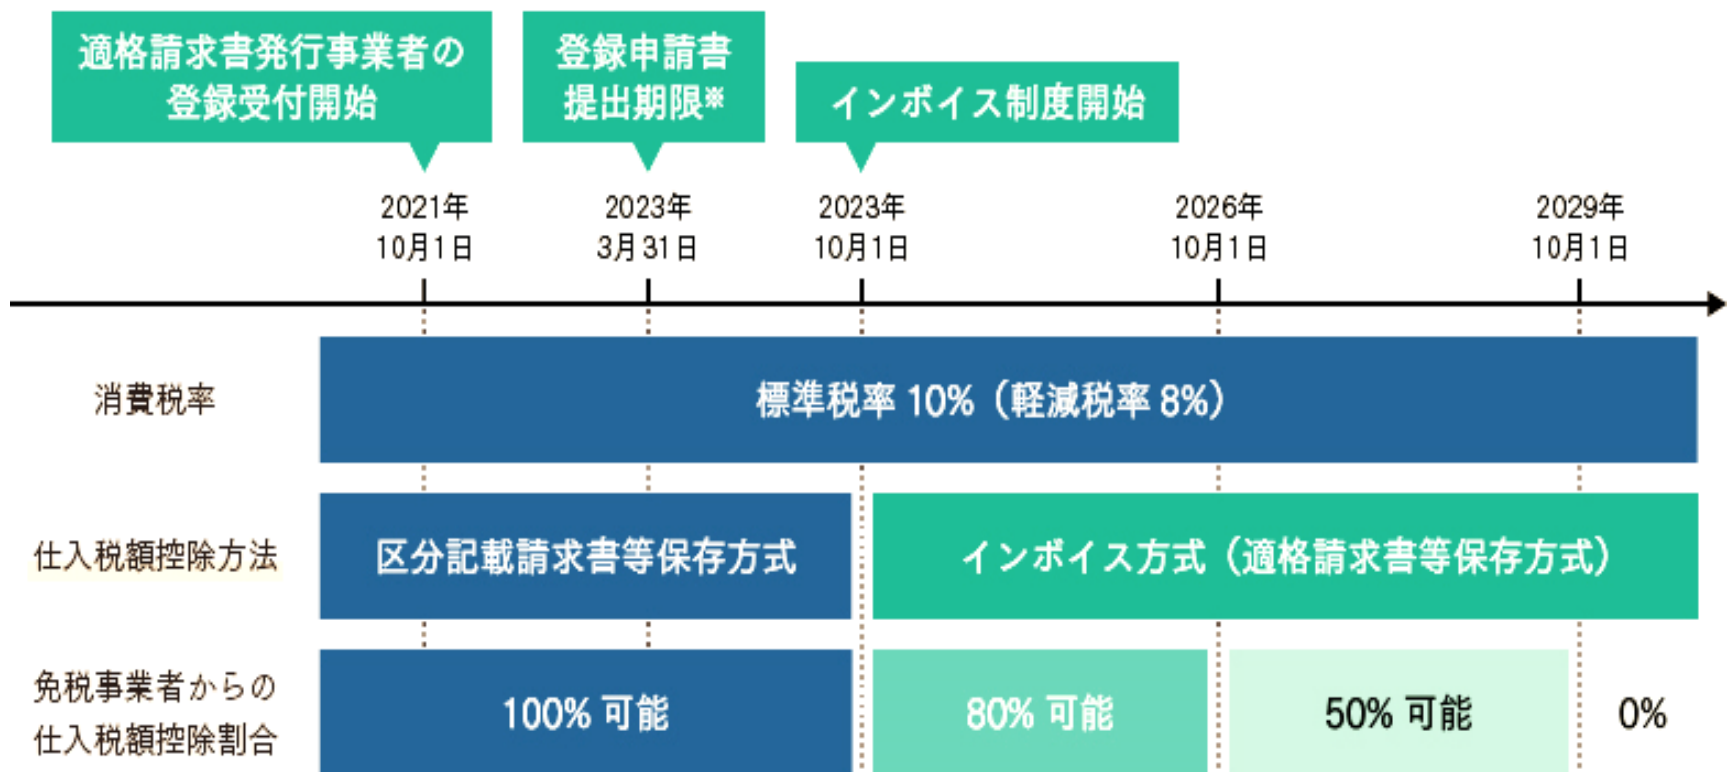 適格請求書発行事業者の
登録受付開始
登録申請書
提出期限※
インボイス制度開始
2021年
10月1日
2023年
3月31日
2023年
10月1日
2026年
10月1日
2029年
10月1日
消費税率
標準税率 10%（軽減税率 8%）
仕入税額控除方法
区分記載請求書等保存方式
インボイス方式（適格請求書等保存方式）
免税事業者からの
仕入税額控除割合
100% 可能
80% 可能
50% 可能
0%